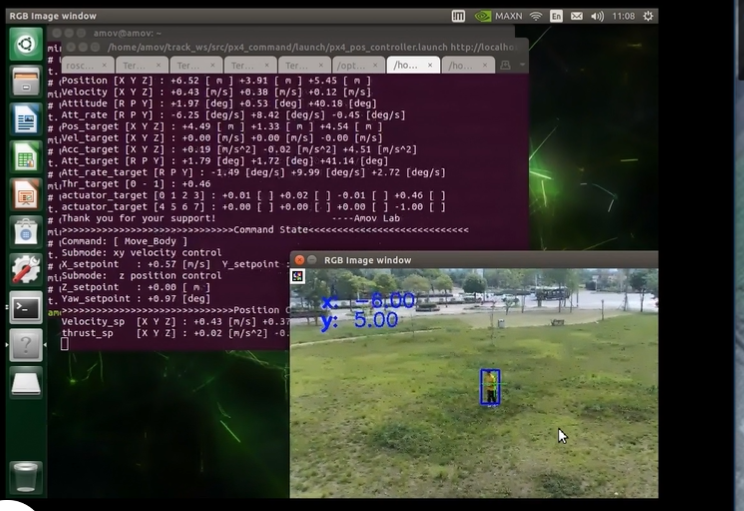 RGB Image window
MAXN En 11:08
amov@amov: ~
/home/amov/track_ws/src/px4_command/launch/px4_pos_controller.launch http://localho
rosc... Ter... Ter... Ter... Ter... /opt... /ho... /ho...
Position [X Y Z] : +6.52 [ m ] +3.91 [ m ] +5.45 [ m ]
Velocity [X Y Z] : +0.43 [m/s] +0.38 [m/s] +0.12 [m/s]
Attitude [R P Y] : +1.97 [deg] +0.53 [deg] +40.18 [deg]
Att_rate [R P Y] : -6.25 [deg/s] +8.42 [deg/s] -0.45 [deg/s]
Pos_target [X Y Z] : +4.49 [ m ] +1.33 [ m ] +4.54 [ m ]
Vel_target [X Y Z] : +0.00 [m/s] +0.00 [m/s] -0.00 [m/s]
Acc_target [X Y Z] : +0.19 [m/s^2] -0.02 [m/s^2] +4.51 [m/s^2]
Att_target [R P Y] : +1.79 [deg] +1.72 [deg] +41.14 [deg]
Att_rate_target [R P Y] : -1.49 [deg/s] +9.99 [deg/s] +2.72 [deg/s]
Thr_target [0 - 1] : +0.46
actuator_target [0 1 2 3] : +0.01 [ ] +0.02 [ ] -0.01 [ ] +0.46 [ ]
actuator_target [4 5 6 7] : +0.00 [ ] +0.00 [ ] +0.00 [ ] -1.00 [ ]
Thank you for your support! ----Amov Lab
>>>>>>>>>>>>>>>>>>>>>>>>>>>>>Command State<<<<<<<<<<<<<<<<<<<<<<<<<<<
Command: [ Move_Body ]
Submode: xy velocity control
X_setpoint : +0.57 [m/s] Y_setpoint :
Submode: z position control
Z_setpoint : +0.00 [ m ]
Yaw_setpoint : +0.97 [deg]
>>>>>>>>>>>>>>>>>>>>>>>>>>>>>Position C
Velocity_sp [X Y Z] : +0.43 [m/s] +0.37
thrust_sp [X Y Z] : +0.02 [m/s^2] -0.
RGB Image window
x: -6.00
y: 5.00